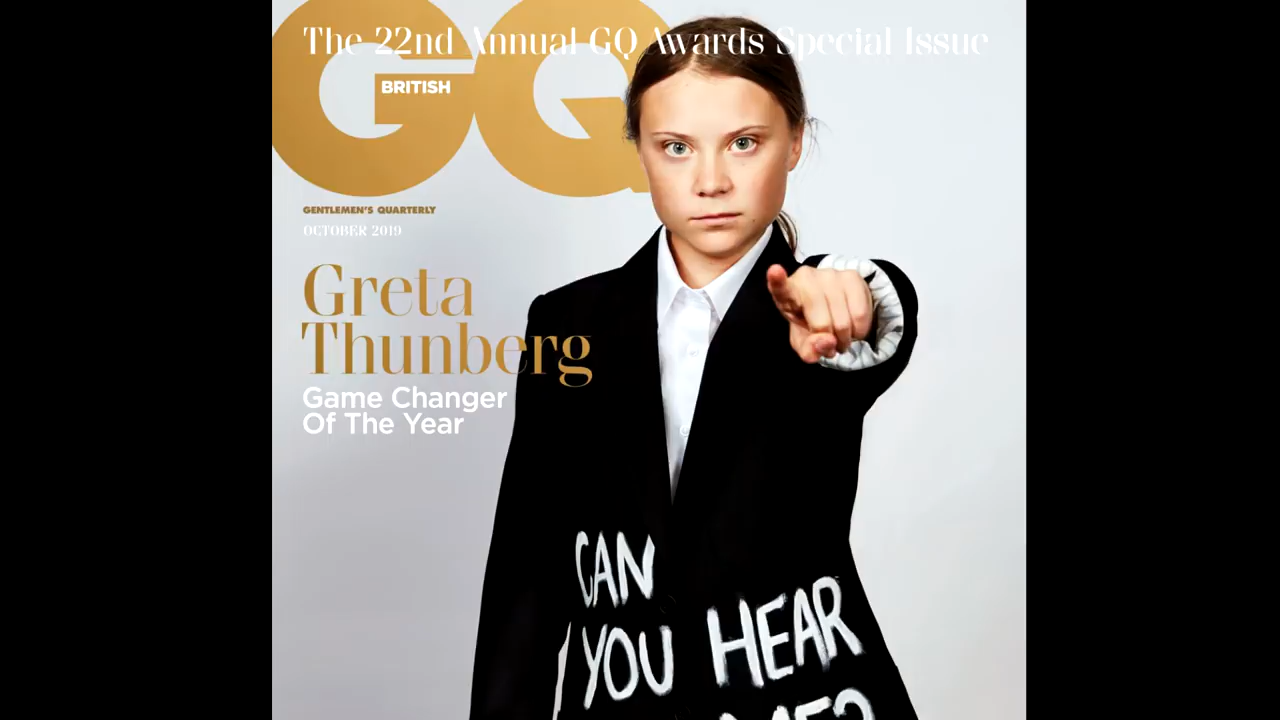 The 22nd Annual GQ Awards Special Issue
GQ
BRITISH
GENTLEMEN'S QUARTERLY
OCTOBER 2019
Greta
Thunberg
Game Changer
Of The Year
CAN
YOU HEAR
ME?